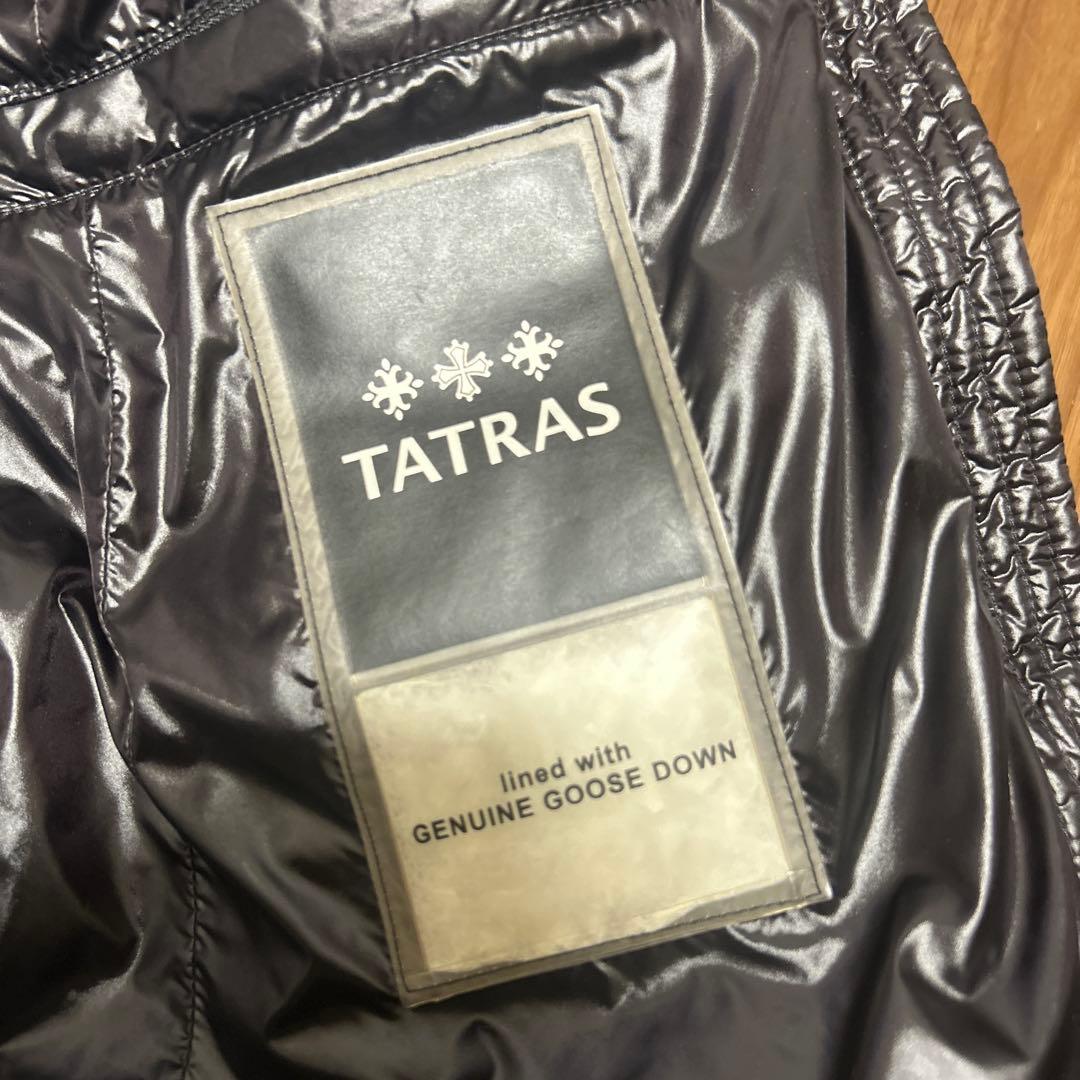 TATRAS
lined with
GENUINE GOOSE DOWN